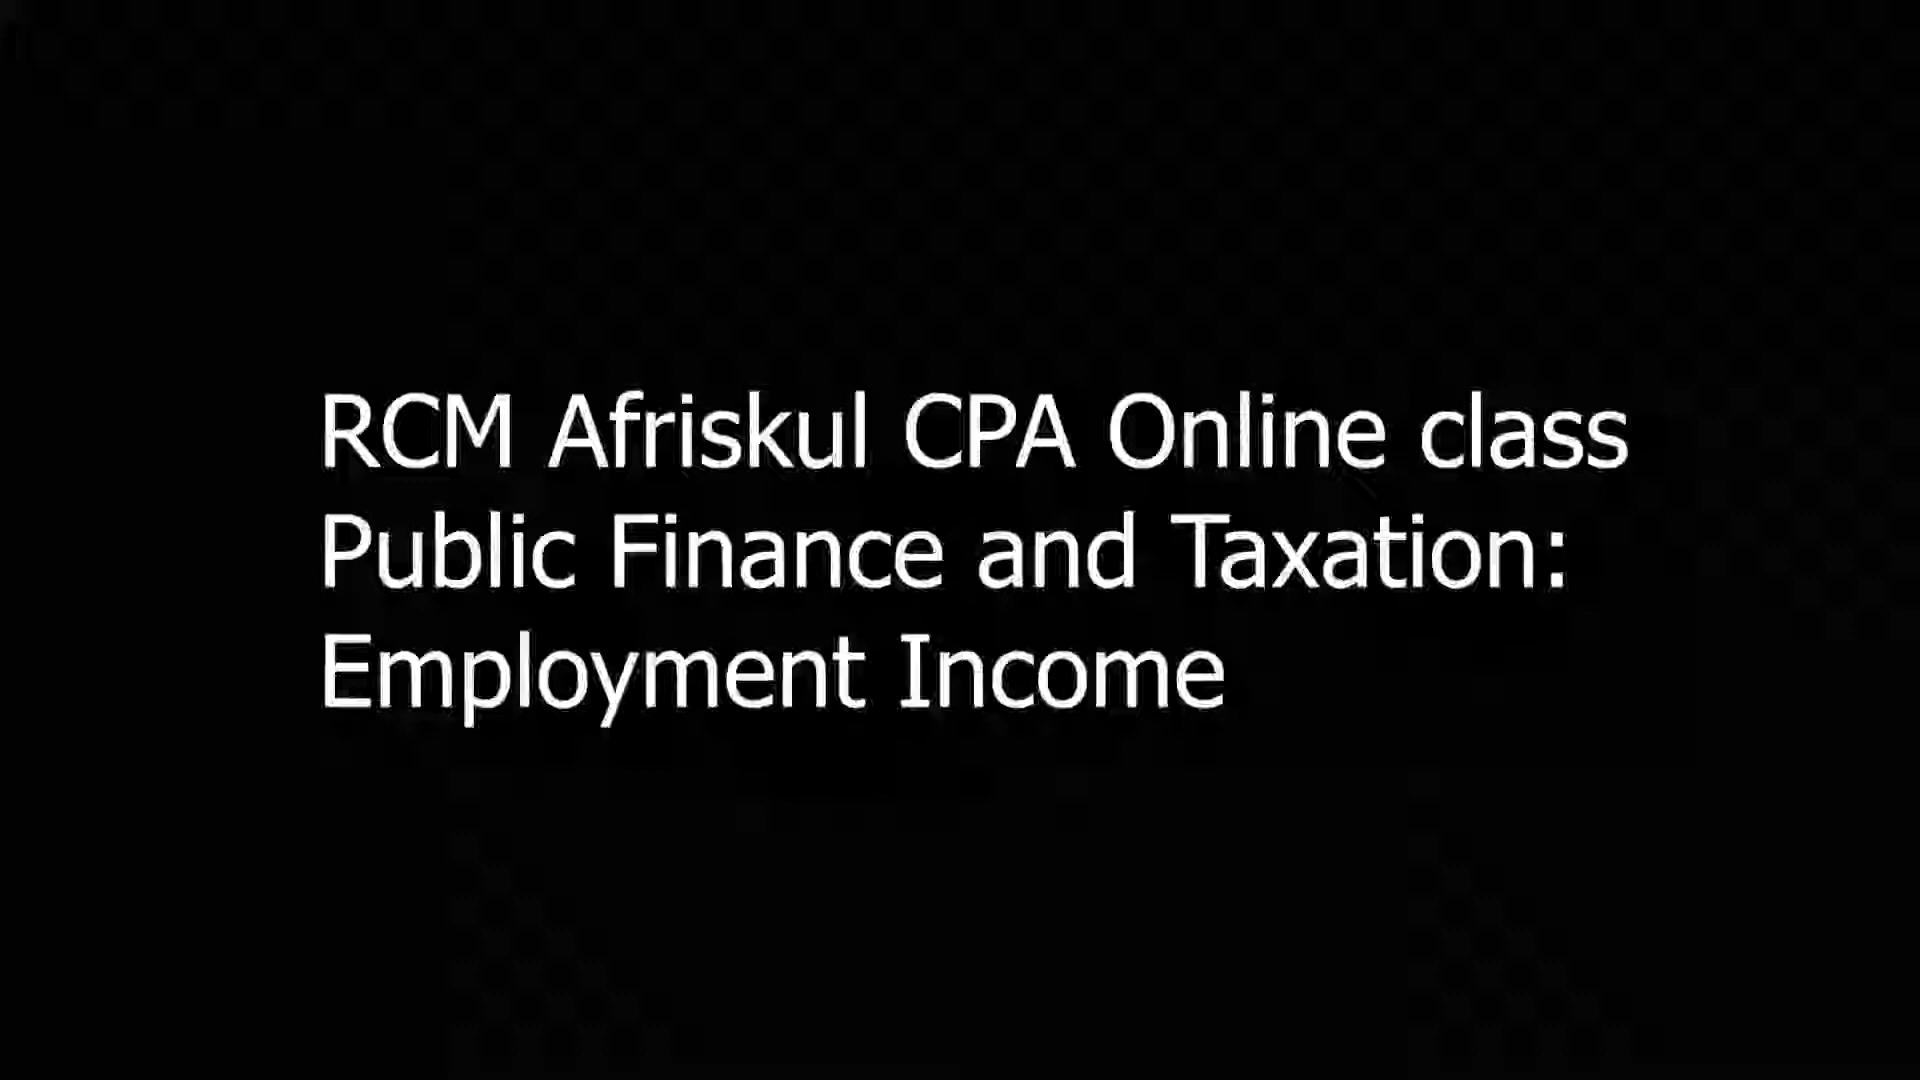 RCM Afriskul CPA Online class
Public Finance and Taxation:
Employment Income